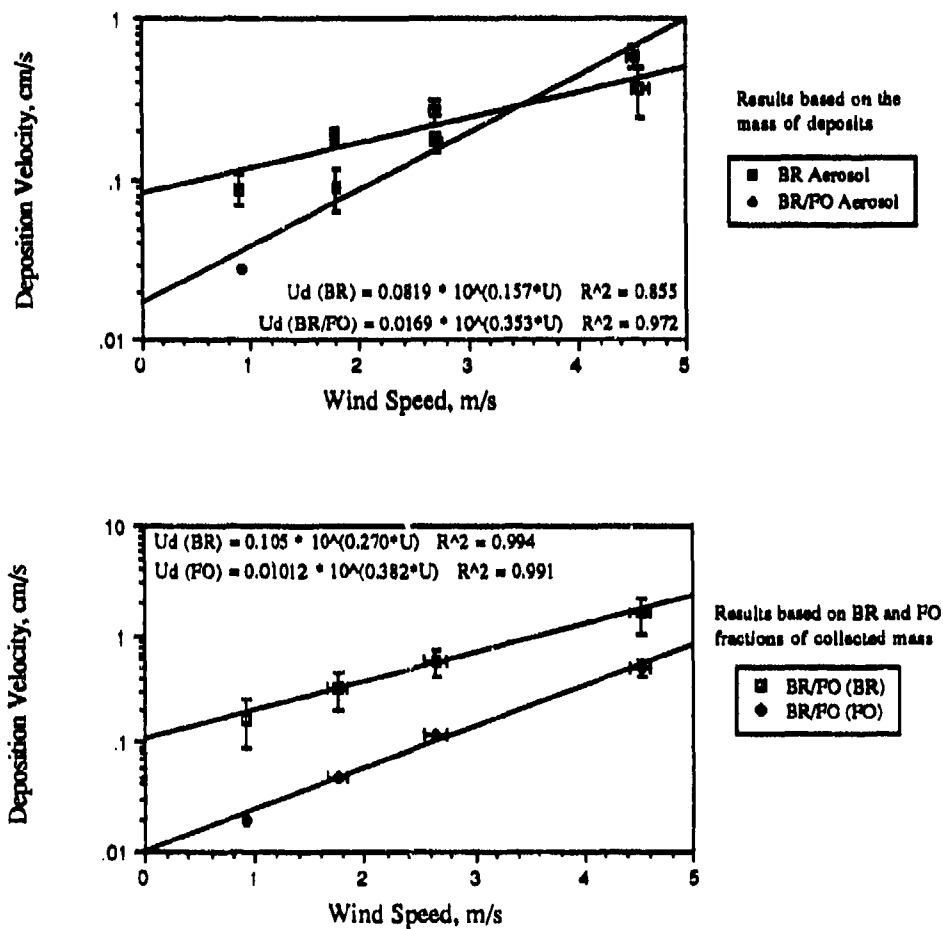 1
.1
.01
Deposition Velocity, cm/s
Ud (BR) = 0.0819 * 10^(0.157*U) R^2 = 0.855
Ud (BR/FO) = 0.0169 * 10^(0.353*U) R^2 = 0.972
0 1 2 3 4 5
Wind Speed, m/s
Results based on the
mass of deposits
BR Aerosol
BR/FO Aerosol
10
1
.1
.01
Deposition Velocity, cm/s
Ud (BR) = 0.105 * 10^(0.270*U) R^2 = 0.994
Ud (FO) = 0.01012 * 10^(0.382*U) R^2 = 0.991
0 1 2 3 4 5
Wind Speed, m/s
Results based on BR and FO
fractions of collected mass
BR/FO (BR)
BR/FO (FO)